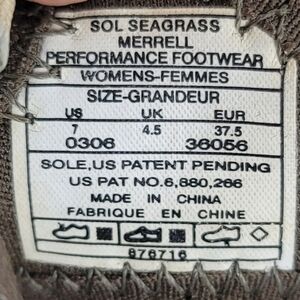 SOL SEAGRASS
MERRELL
PERFORMANCE FOOTWEAR
WOMENS-FEMMES
SIZE-GRANDEUR
US UK EUR
7 4.5 37.5
0306 36056
SOLE,US PATENT PENDING
US PAT NO.6,880,266
MADE IN CHINA
FABRIQUE EN CHINE
876716